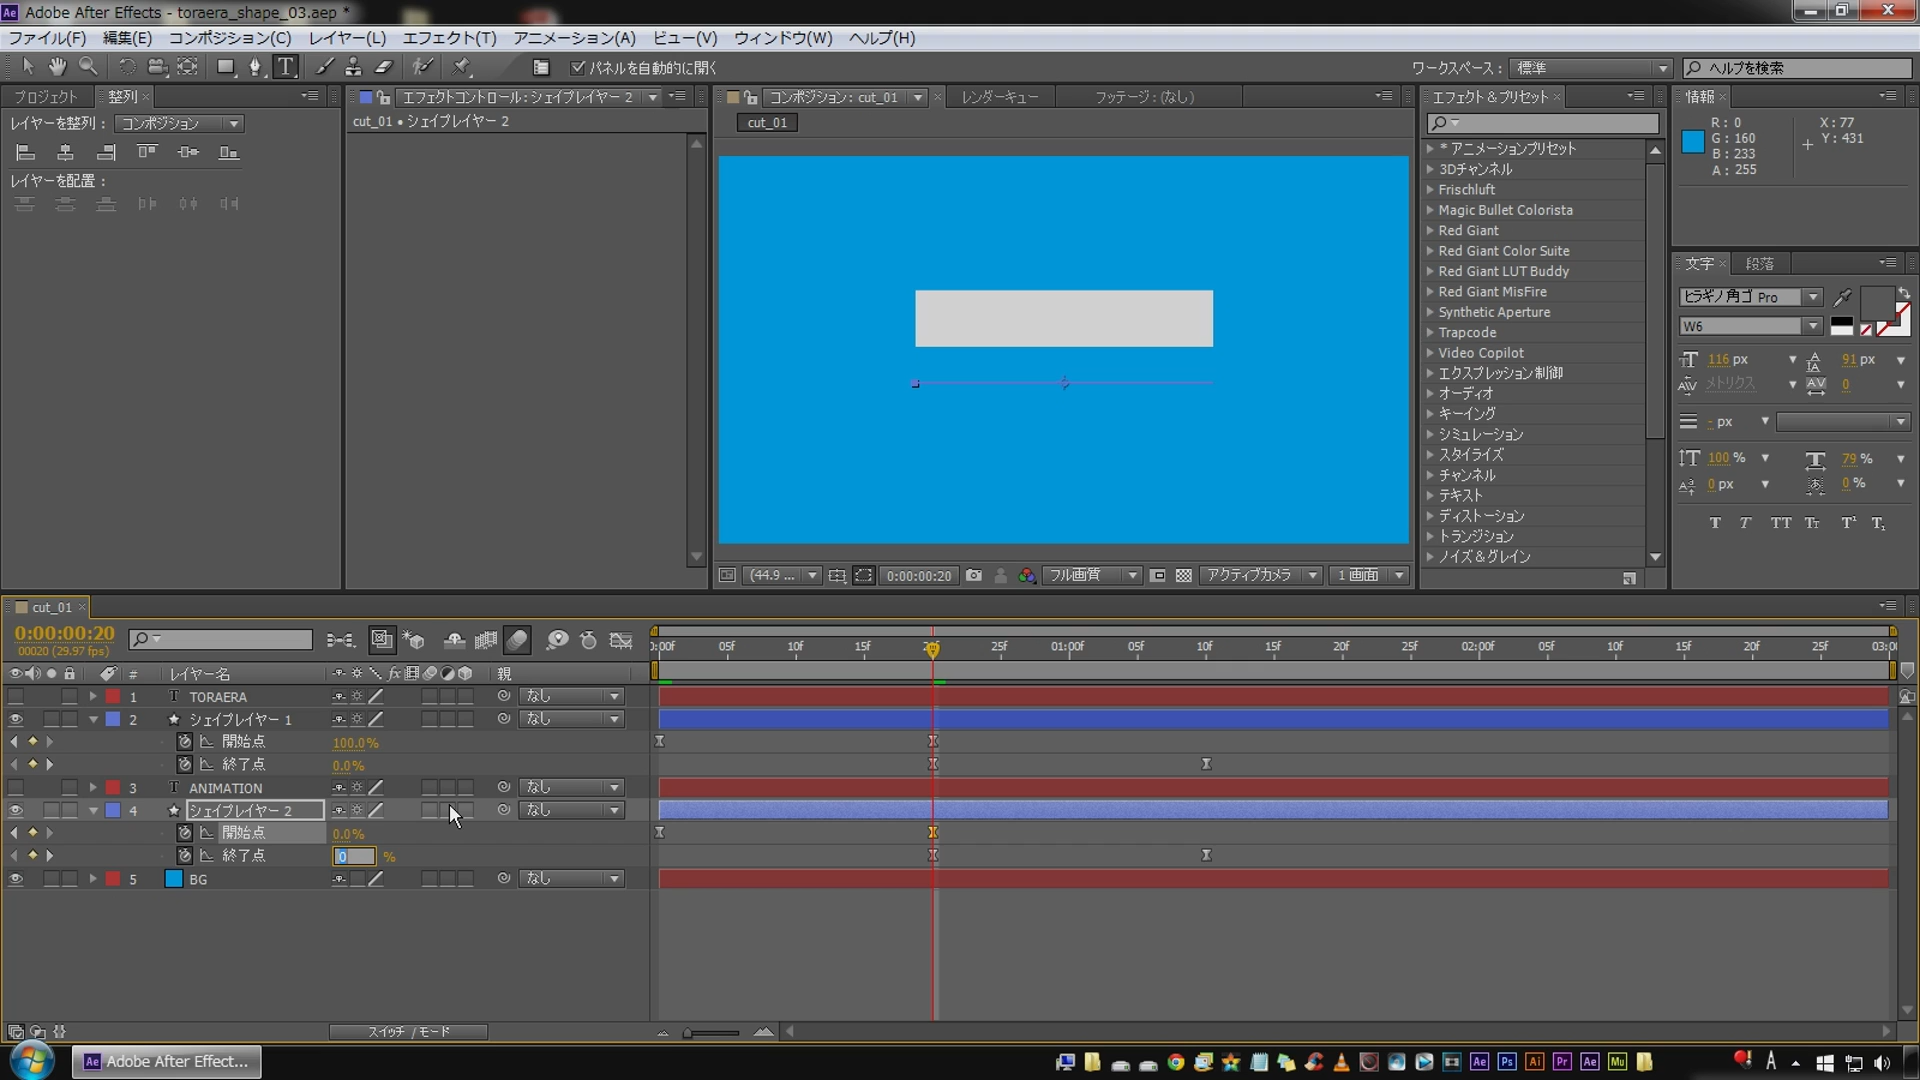 Adobe After Effects - toraera_shape_03.aep *
ファイル(F) 編集(E) コンポジション(C) レイヤー(L) エフェクト(T) アニメーション(A) ビュー(V) ウィンドウ(W) ヘルプ(H)
パネルを自動的に開く
ワークスペース: 標準
ヘルプを検索
プロジェクト 整列
レイヤーを整列: コンポジション
レイヤーを配置:
エフェクトコントロール: シェイプレイヤー 2
cut_01 • シェイプレイヤー 2
コンポジション: cut_01 レンダーキュー フッテージ: (なし)
cut_01
(44.9 ... 0:00:00:20 フル画質 アクティブカメラ 1 画面
エフェクト&プリセット
* アニメーションプリセット
3Dチャンネル
Frischluft
Magic Bullet Colorista
Red Giant
Red Giant Color Suite
Red Giant LUT Buddy
Red Giant MisFire
Synthetic Aperture
Trapcode
Video Copilot
エクスプレッション制御
オーディオ
キーイング
シミュレーション
スタイライズ
チャンネル
テキスト
ディストーション
トランジション
ノイズ&グレイン
情報
R: 0
G: 160
B: 233
A: 255
X: 77
Y: 431
文字 段落
ヒラギノ角ゴ Pro
W6
116 px 91 px
メトリクス 0
- px
100 % 79 %
0 px 0 %
T T TT Tt T¹ T₁
cut_01
0:00:00:20
00020 (29.97 fps)
# レイヤー名 親
1 TORAERA なし
2 シェイプレイヤー 1 なし
開始点 100.0%
終了点 0.0%
3 ANIMATION なし
4 シェイプレイヤー 2 なし
開始点 0.0%
終了点 0 %
5 BG なし
05f 10f 15f 25f 01:00f 05f 10f 15f 20f 25f 02:00f 05f 10f 15f 20f 25f
スイッチ / モード
Adobe After Effect...
Ae Ps Ai Pr Ae Mu
A